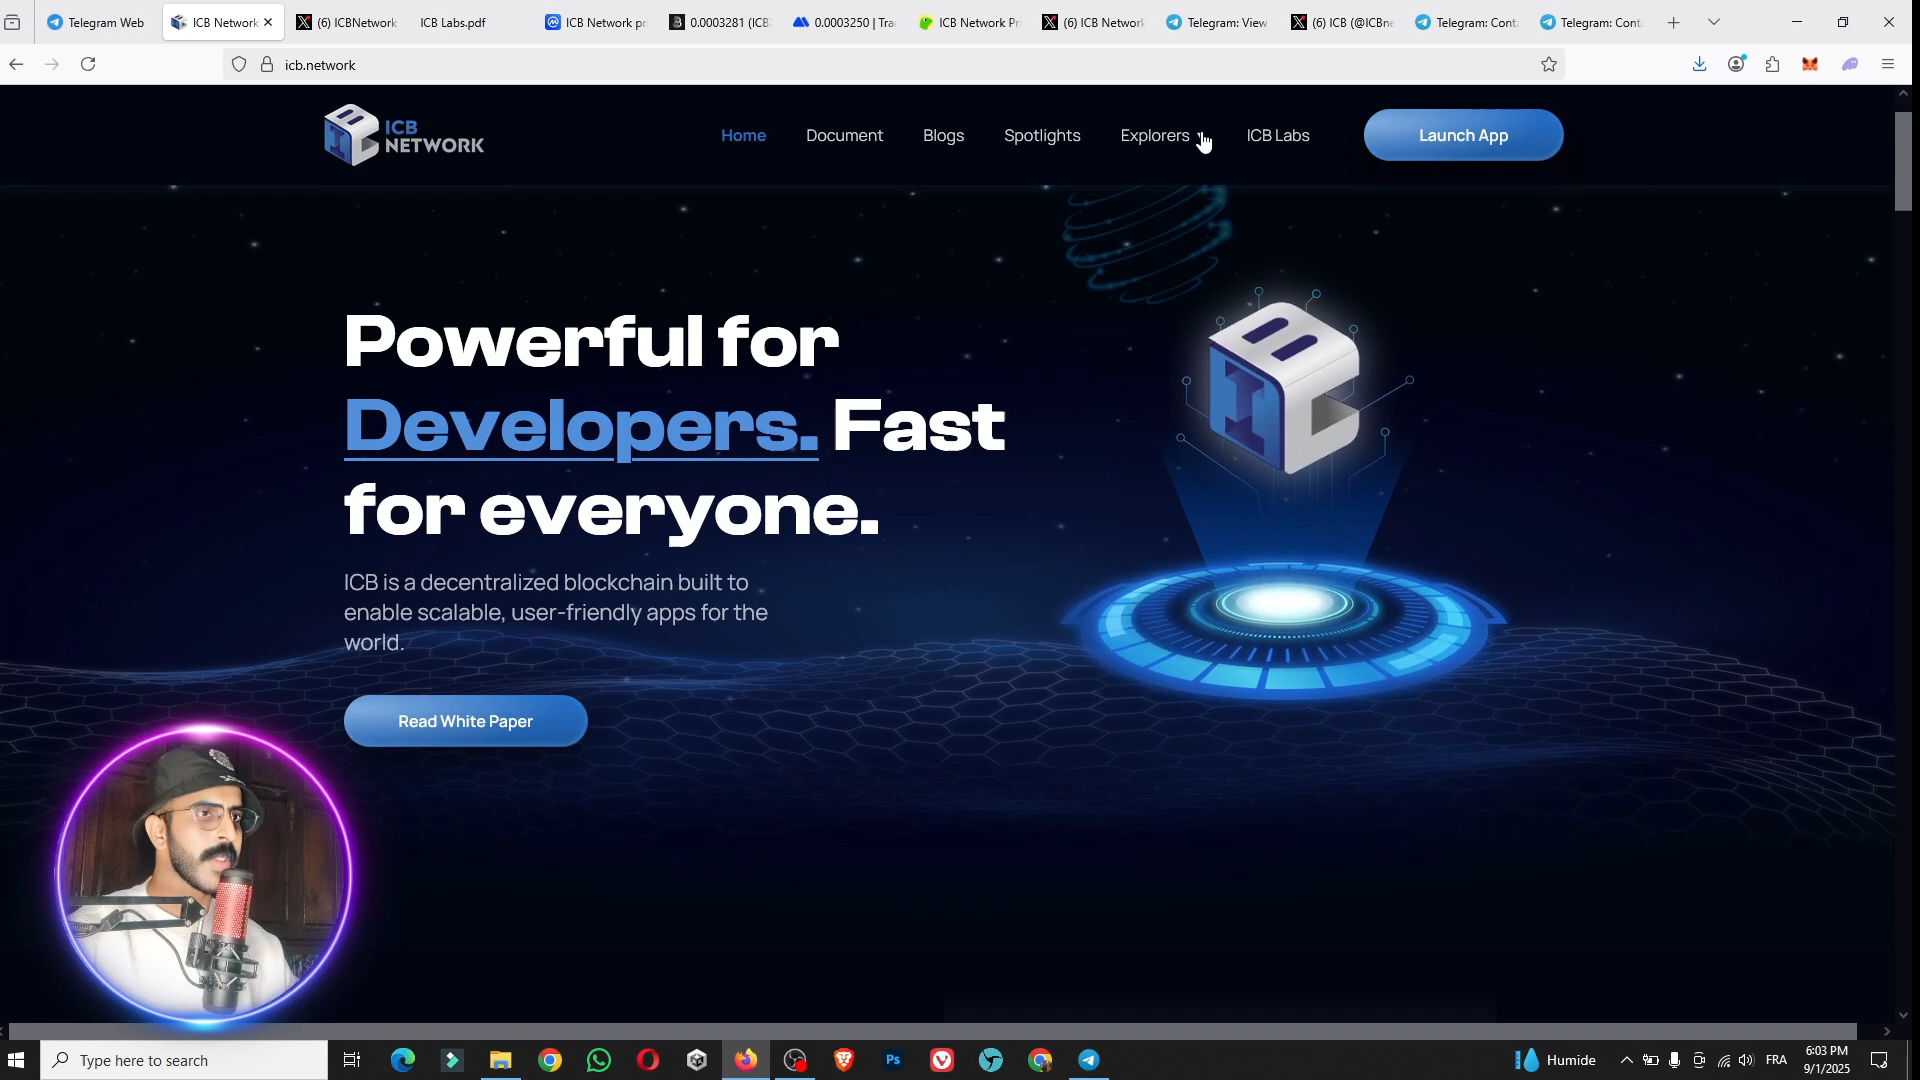 Telegram Web
ICB Network
(6) ICBNetwork
ICB Labs.pdf
ICB Network pr
0.0003281 (ICB)
0.0003250 | Tra
ICB Network Pr
(6) ICB Network
Telegram: View
(6) ICB (@ICBne
Telegram: Cont
Telegram: Cont
icb.network
ICB
NETWORK
Home
Document
Blogs
Spotlights
Explorers
ICB Labs
Launch App
Powerful for
Developers. Fast
for everyone.
ICB is a decentralized blockchain built to
enable scalable, user-friendly apps for the
world.
Read White Paper
Type here to search
Ps
Humide
FRA
6:03 PM
9/1/2025